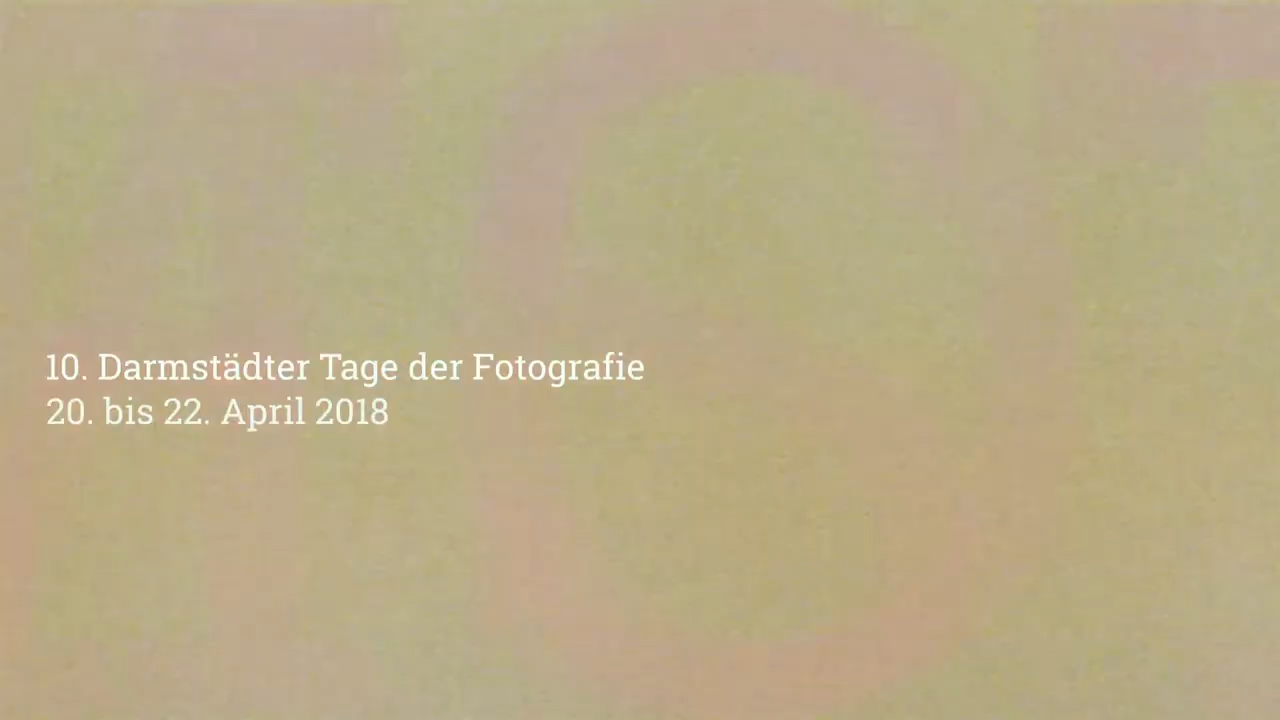 10. Darmstädter Tage der Fotografie
20. bis 22. April 2018